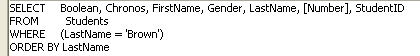 SELECT Boolean, Chronos, FirstName, Gender, LastName, [Number], StudentID
FROM Students
WHERE (LastName = 'Brown')
ORDER BY LastName